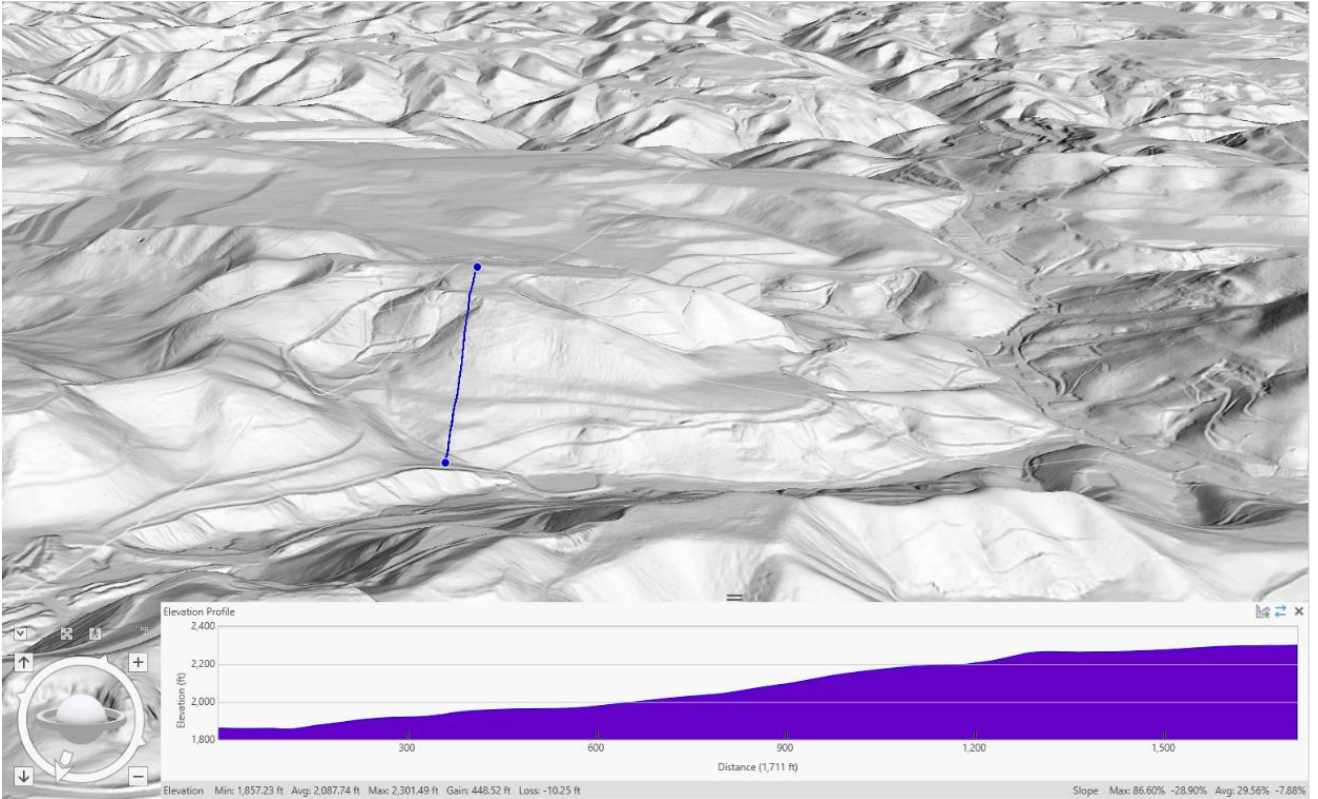 Elevation Profile
2,400
2,200
2,000
1,800
Elevation (ft)
300 600 900 1,200 1,500
Distance (1,711 ft)
Elevation Min: 1,857.23 ft Avg: 2,087.74 ft Max: 2,301.49 ft Gain: 448.52 ft Loss: -10.25 ft
Slope Max: 86.60% -28.90% Avg: 29.56% -7.88%